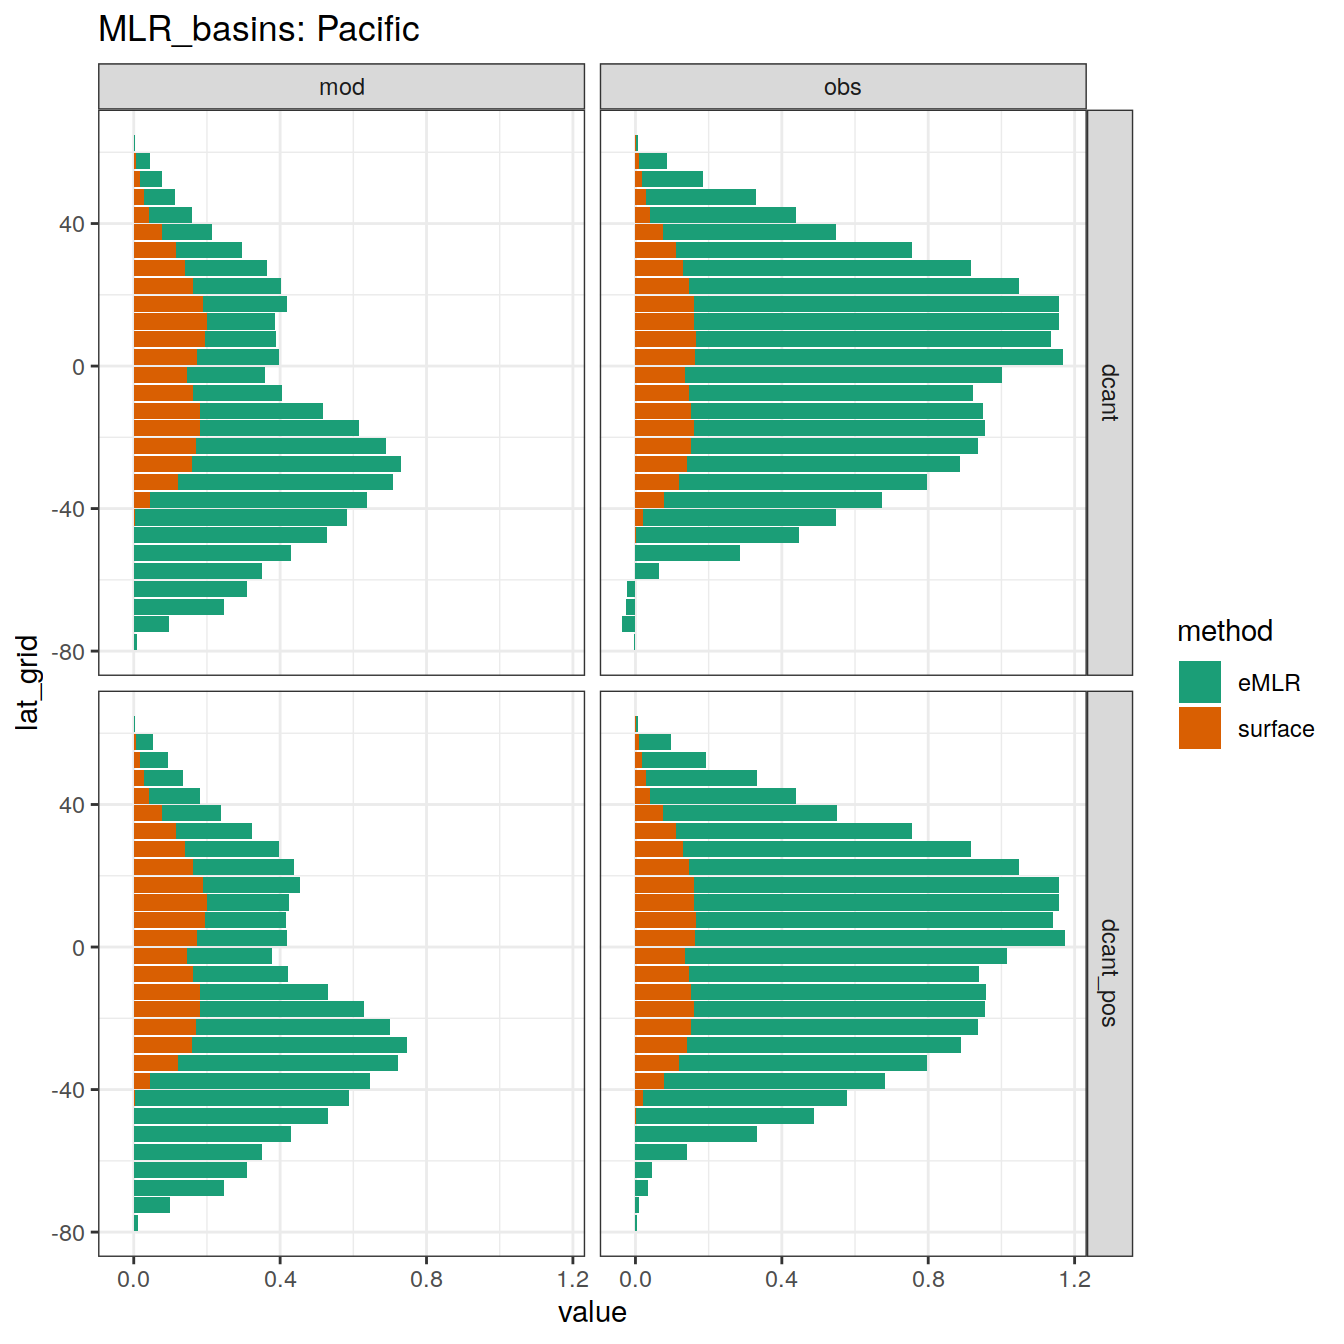 MLR_basins: Pacific
mod
obs
40
0
-40
-80
dcant
40
0
-40
-80
dcant_pos
lat_grid
0.0 0.4 0.8 1.2
0.0 0.4 0.8 1.2
value
method
eMLR
surface